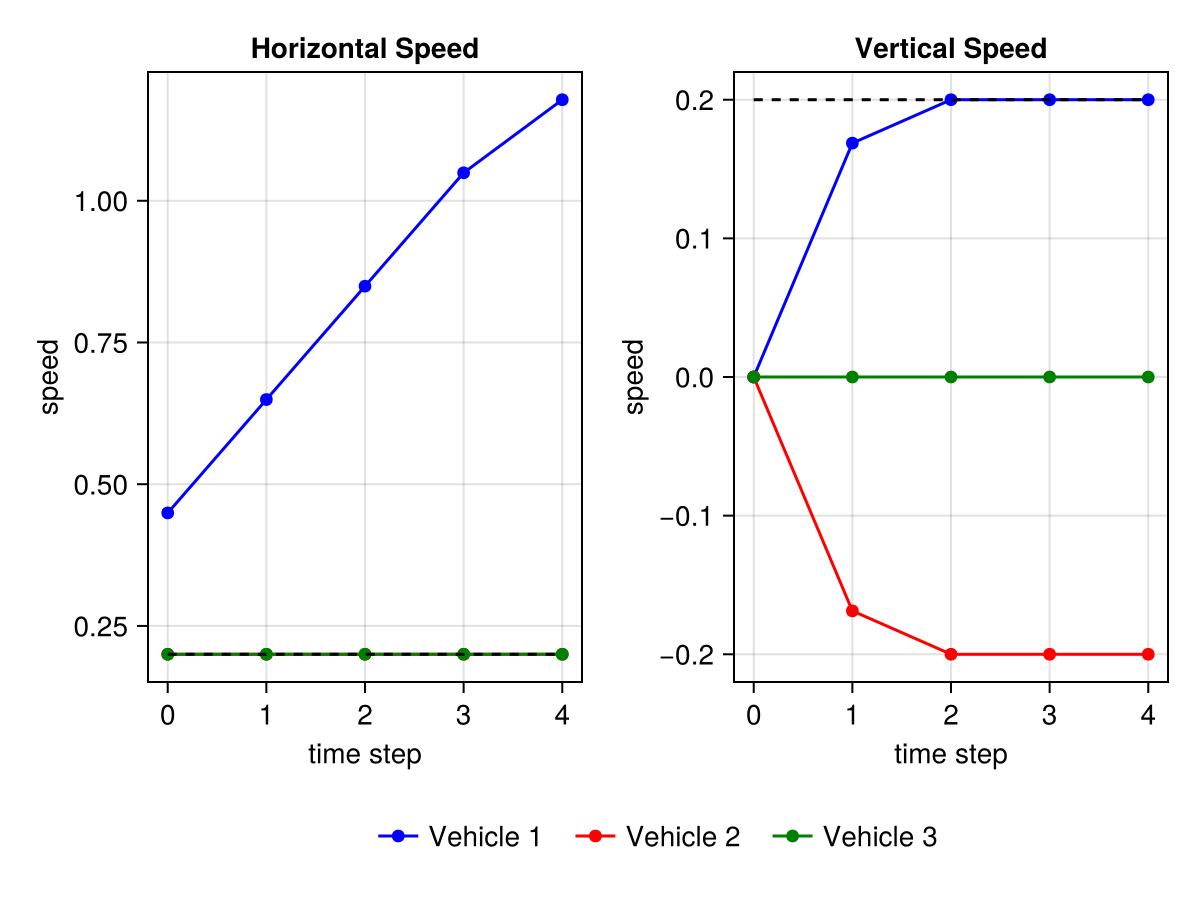 Horizontal Speed
speed
1.00
0.75
0.50
0.25
0 1 2 3 4
time step
Vertical Speed
speed
0.2
0.1
0.0
−0.1
−0.2
0 1 2 3 4
time step
Vehicle 1 Vehicle 2 Vehicle 3